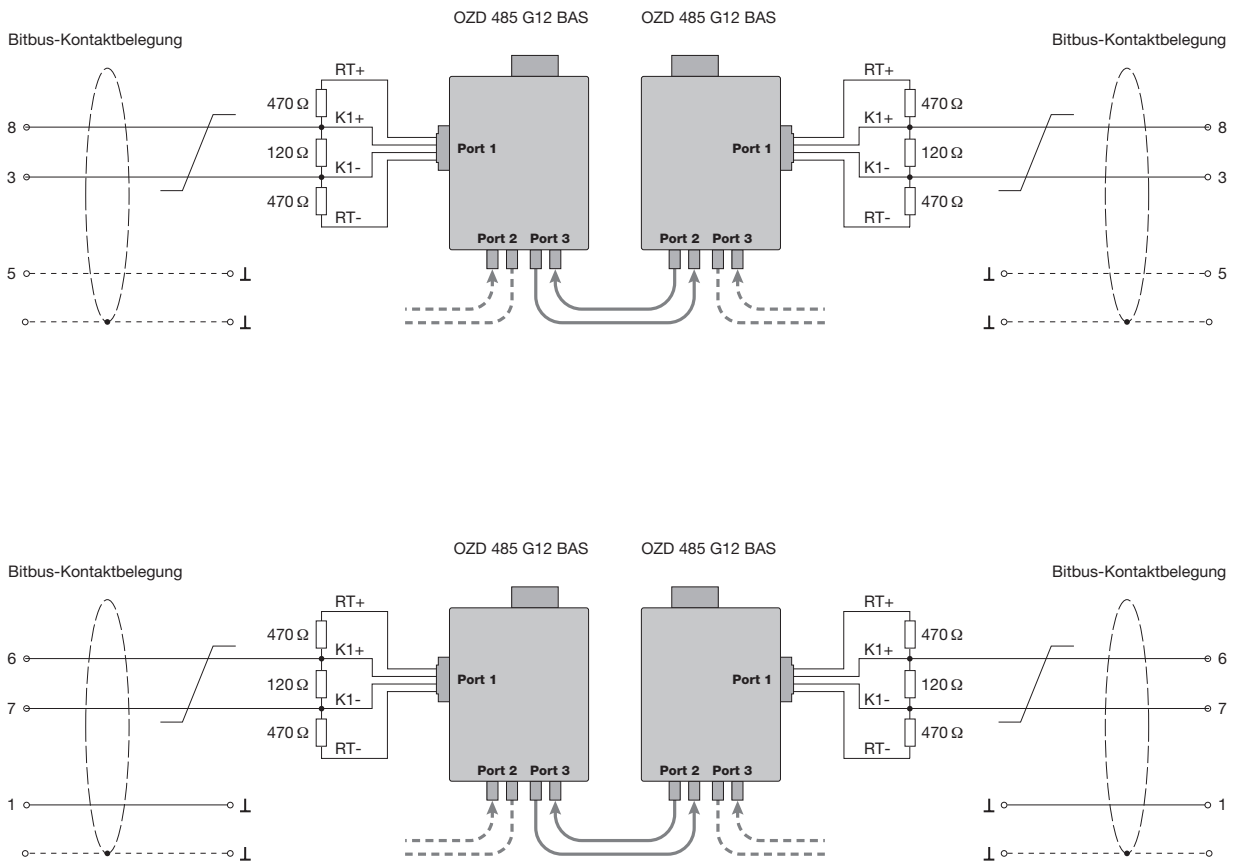 OZD 485 G12 BAS OZD 485 G12 BAS
Bitbus-Kontaktbelegung Bitbus-Kontaktbelegung
RT+ RT+
470 Ω 470 Ω
8 K1+ K1+ 8
120 Ω Port 1 Port 1 120 Ω
3 K1- K1- 3
470 Ω 470 Ω
RT- RT-
Port 2 Port 3 Port 2 Port 3
5 ⊥ ⊥ 5
⊥ ⊥
OZD 485 G12 BAS OZD 485 G12 BAS
Bitbus-Kontaktbelegung Bitbus-Kontaktbelegung
RT+ RT+
470 Ω 470 Ω
6 K1+ K1+ 6
120 Ω Port 1 Port 1 120 Ω
7 K1- K1- 7
470 Ω 470 Ω
RT- RT-
Port 2 Port 3 Port 2 Port 3
1 ⊥ ⊥ 1
⊥ ⊥